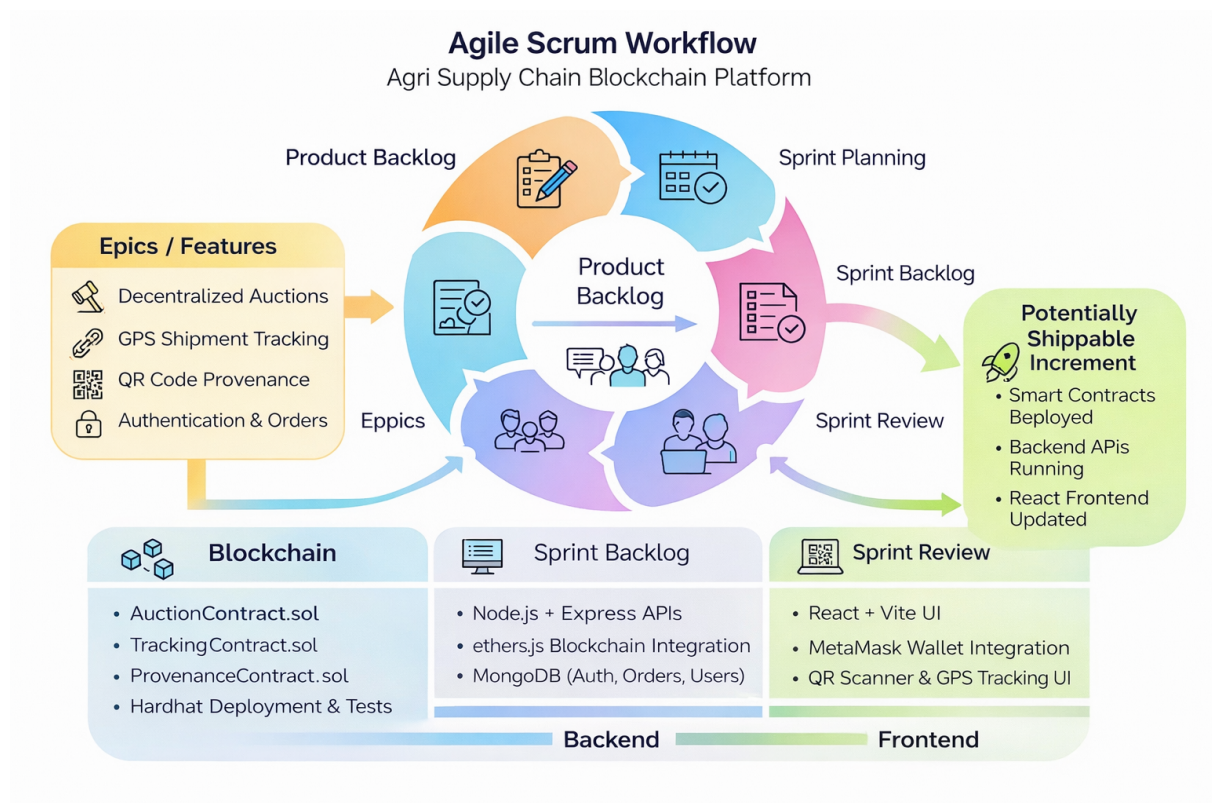 Agile Scrum Workflow
Agri Supply Chain Blockchain Platform
Product Backlog
Sprint Planning
Sprint Backlog
Sprint Review
Eppics
Product
Backlog
Epics / Features
Decentralized Auctions
GPS Shipment Tracking
QR Code Provenance
Authentication & Orders
Potentially
Shippable
Increment
• Smart Contracts
Beployed
• Backend APis
Running
• React Frontend
Updated
Blockchain
• AuctionContract.sol
• TrackingContract.sol
• ProvenanceContract.sol
• Hardhat Deployment & Tests
Sprint Backlog
• Node.js + Express APIs
• ethers.js Blockchain Integration
• MongoDB (Auth, Orders, Users)
Sprint Review
• React + Vite UI
• MetaMask Wallet Integration
• QR Scanner & GPS Tracking UI
Backend
Frontend